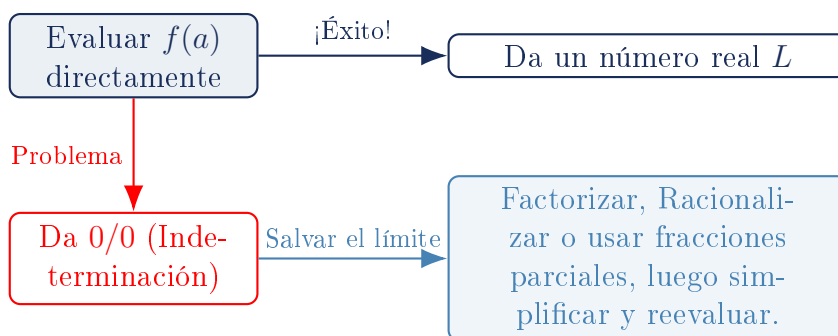 Evaluar f(a)
directamente
¡Éxito!
Da un número real L
Problema
Da 0/0 (Inde-
terminación)
Salvar el límite
Factorizar, Racionali-
zar o usar fracciones
parciales, luego sim-
plificar y reevaluar.